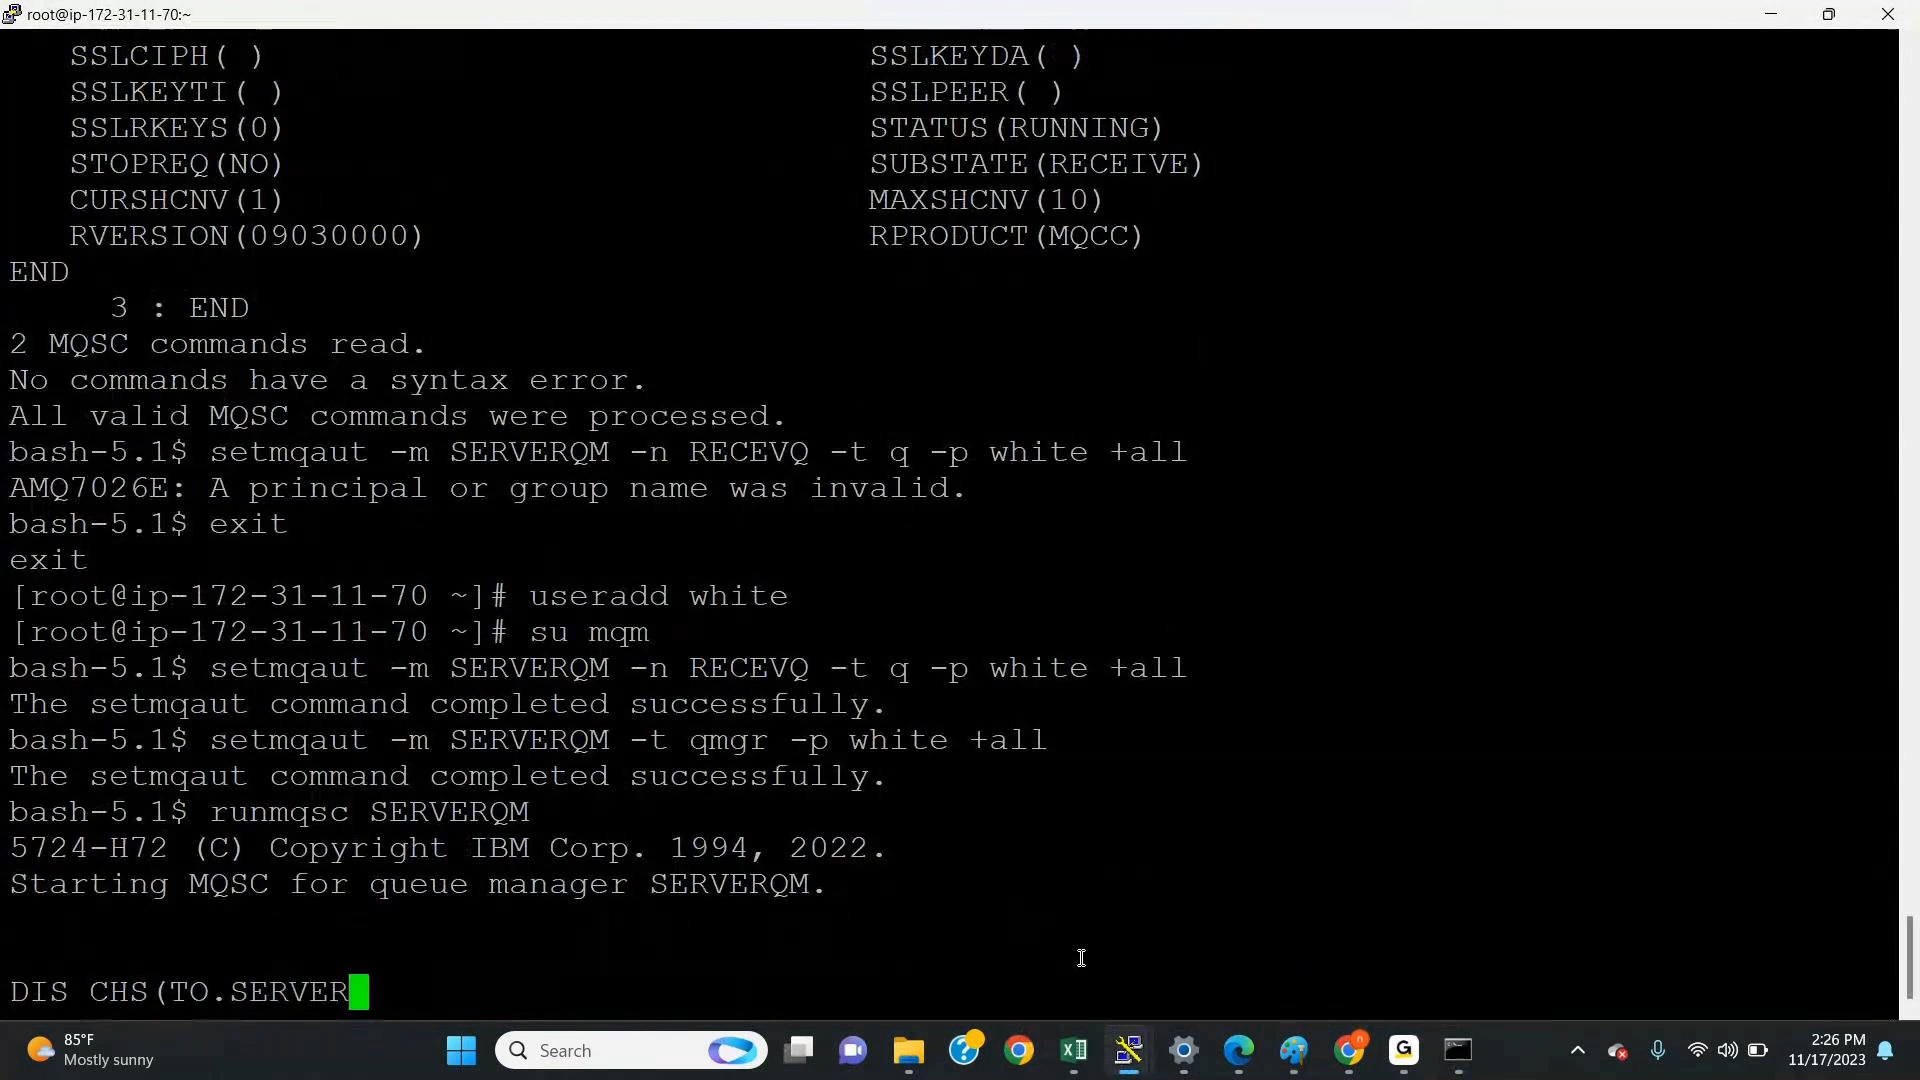 root@ip-172-31-11-70:~
SSLCIPH( ) SSLKEYDA( )
SSLKEYTI( ) SSLPEER( )
SSLRKEYS(0) STATUS(RUNNING)
STOPREQ(NO) SUBSTATE(RECEIVE)
CURSHCNV(1) MAXSHCNV(10)
RVERSION(09030000) RPRODUCT(MQCC)
END
3 : END
2 MQSC commands read.
No commands have a syntax error.
All valid MQSC commands were processed.
bash-5.1$ setmqaut -m SERVERQM -n RECEVQ -t q -p white +all
AMQ7026E: A principal or group name was invalid.
bash-5.1$ exit
exit
[root@ip-172-31-11-70 ~]# useradd white
[root@ip-172-31-11-70 ~]# su mqm
bash-5.1$ setmqaut -m SERVERQM -n RECEVQ -t q -p white +all
The setmqaut command completed successfully.
bash-5.1$ setmqaut -m SERVERQM -t qmgr -p white +all
The setmqaut command completed successfully.
bash-5.1$ runmqsc SERVERQM
5724-H72 (C) Copyright IBM Corp. 1994, 2022.
Starting MQSC for queue manager SERVERQM.
DIS CHS(TO.SERVER
85°F
Mostly sunny
Search
2:26 PM
11/17/2023